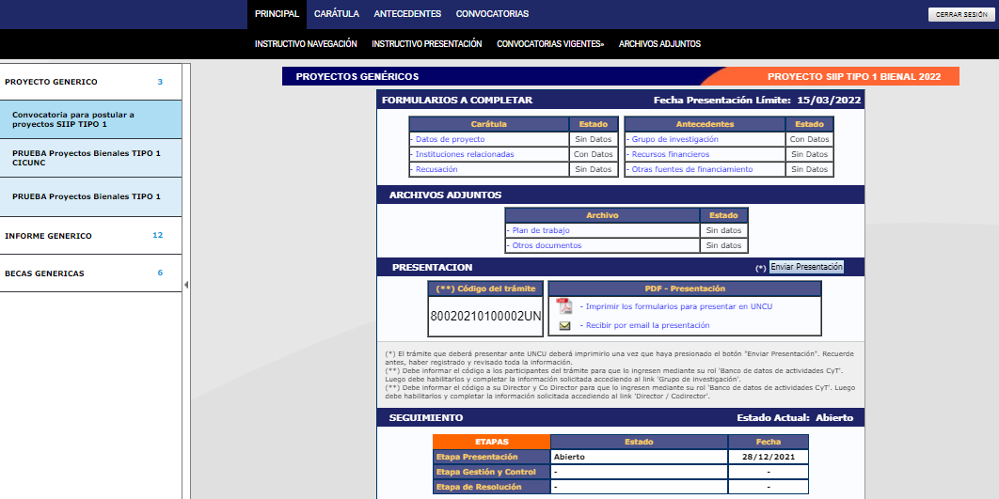 PRINCIPAL CARÁTULA ANTECEDENTES CONVOCATORIAS
CERRAR SESIÓN
INSTRUCTIVO NAVEGACIÓN INSTRUCTIVO PRESENTACIÓN CONVOCATORIAS VIGENTES» ARCHIVOS ADJUNTOS
PROYECTO GENERICO 3
Convocatoria para postular a
proyectos SIIP TIPO 1
PRUEBA Proyectos Bienales TIPO 1
CICUNC
PRUEBA Proyectos Bienales TIPO 1
INFORME GENERICO 12
BECAS GENERICAS 6
PROYECTOS GENÉRICOS PROYECTO SIIP TIPO 1 BIENAL 2022
FORMULARIOS A COMPLETAR Fecha Presentación Límite: 15/03/2022
Carátula Estado Antecedentes Estado
- Datos de proyecto Sin Datos - Grupo de investigación Con Datos
- Instituciones relacionadas Con Datos - Recursos financieros Sin Datos
- Recusación Sin Datos - Otras fuentes de financiamiento Sin Datos
ARCHIVOS ADJUNTOS
Archivo Estado
- Plan de trabajo Sin datos
- Otros documentos Sin datos
PRESENTACION (*) Enviar Presentación
(**) Código del trámite PDF - Presentación
80020210100002UN
- Imprimir los formularios para presentar en UNCU
- Recibir por email la presentación
(*) El trámite que deberá presentar ante UNCU deberá imprimirlo una vez que haya presionado el botón "Enviar Presentación". Recuerde
antes, haber registrado y revisado toda la información.
(**) Debe informar el código a los participantes del trámite para que lo ingresen mediante su rol 'Banco de datos de actividades CyT'.
Luego debe habilitarlos y completar la información solicitada accediendo al link 'Grupo de investigación'.
(**) Debe informar el código a su Director y Co Director para que lo ingresen mediante su rol 'Banco de datos de actividades CyT'. Luego
debe habilitarlos y completar la información solicitada accediendo al link 'Director / Codirector'.
SEGUIMIENTO Estado Actual: Abierto
ETAPAS Estado Fecha
Etapa Presentación Abierto 28/12/2021
Etapa Gestión y Control - -
Etapa de Resolución - -